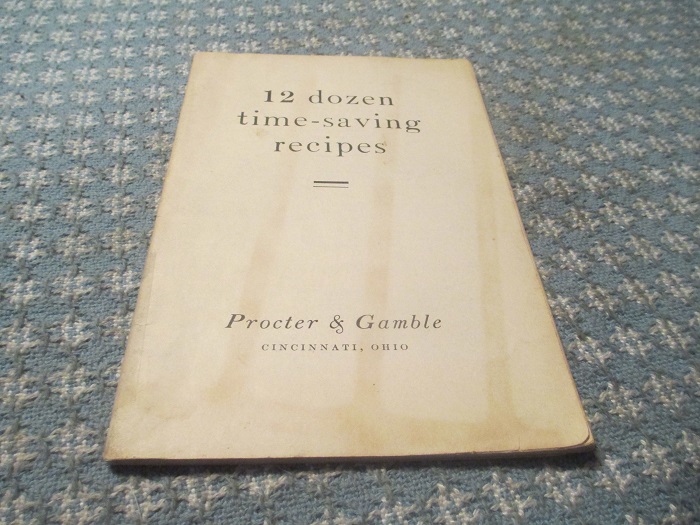 12 dozen
time-saving
recipes
Procter & Gamble
CINCINNATI, OHIO